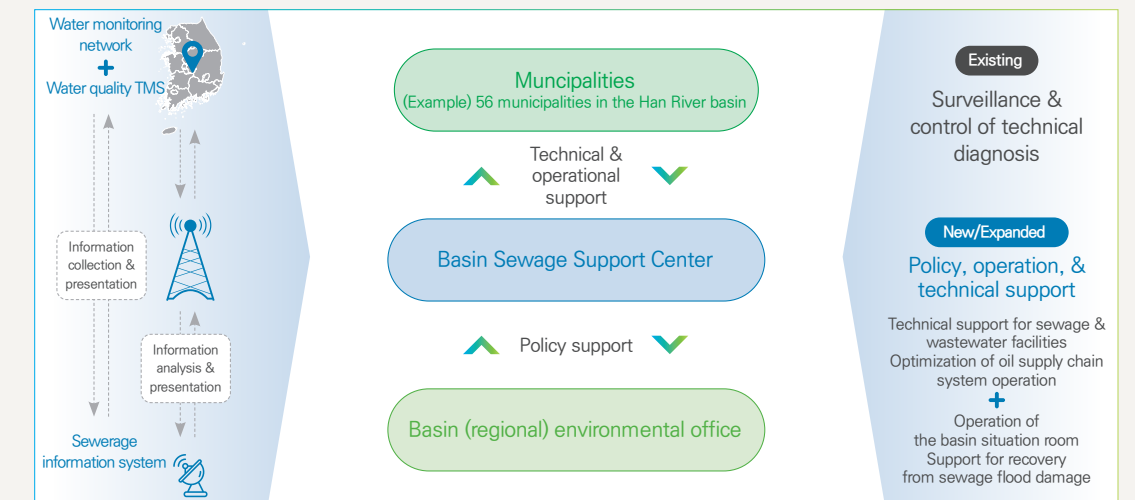 Water monitoring
network
+
Water quality TMS
Information
collection &
presentation
Information
analysis &
presentation
Sewerage
information system
Muncipalities
(Example) 56 municipalities in the Han River basin
Technical &
operational
support
Basin Sewage Support Center
Policy support
Basin (regional) environmental office
Existing
Surveillance &
control of technical
diagnosis
New/Expanded
Policy, operation, &
technical support
Technical support for sewage &
wastewater facilities
Optimization of oil supply chain
system operation
+
Operation of
the basin situation room
Support for recovery
from sewage flood damage